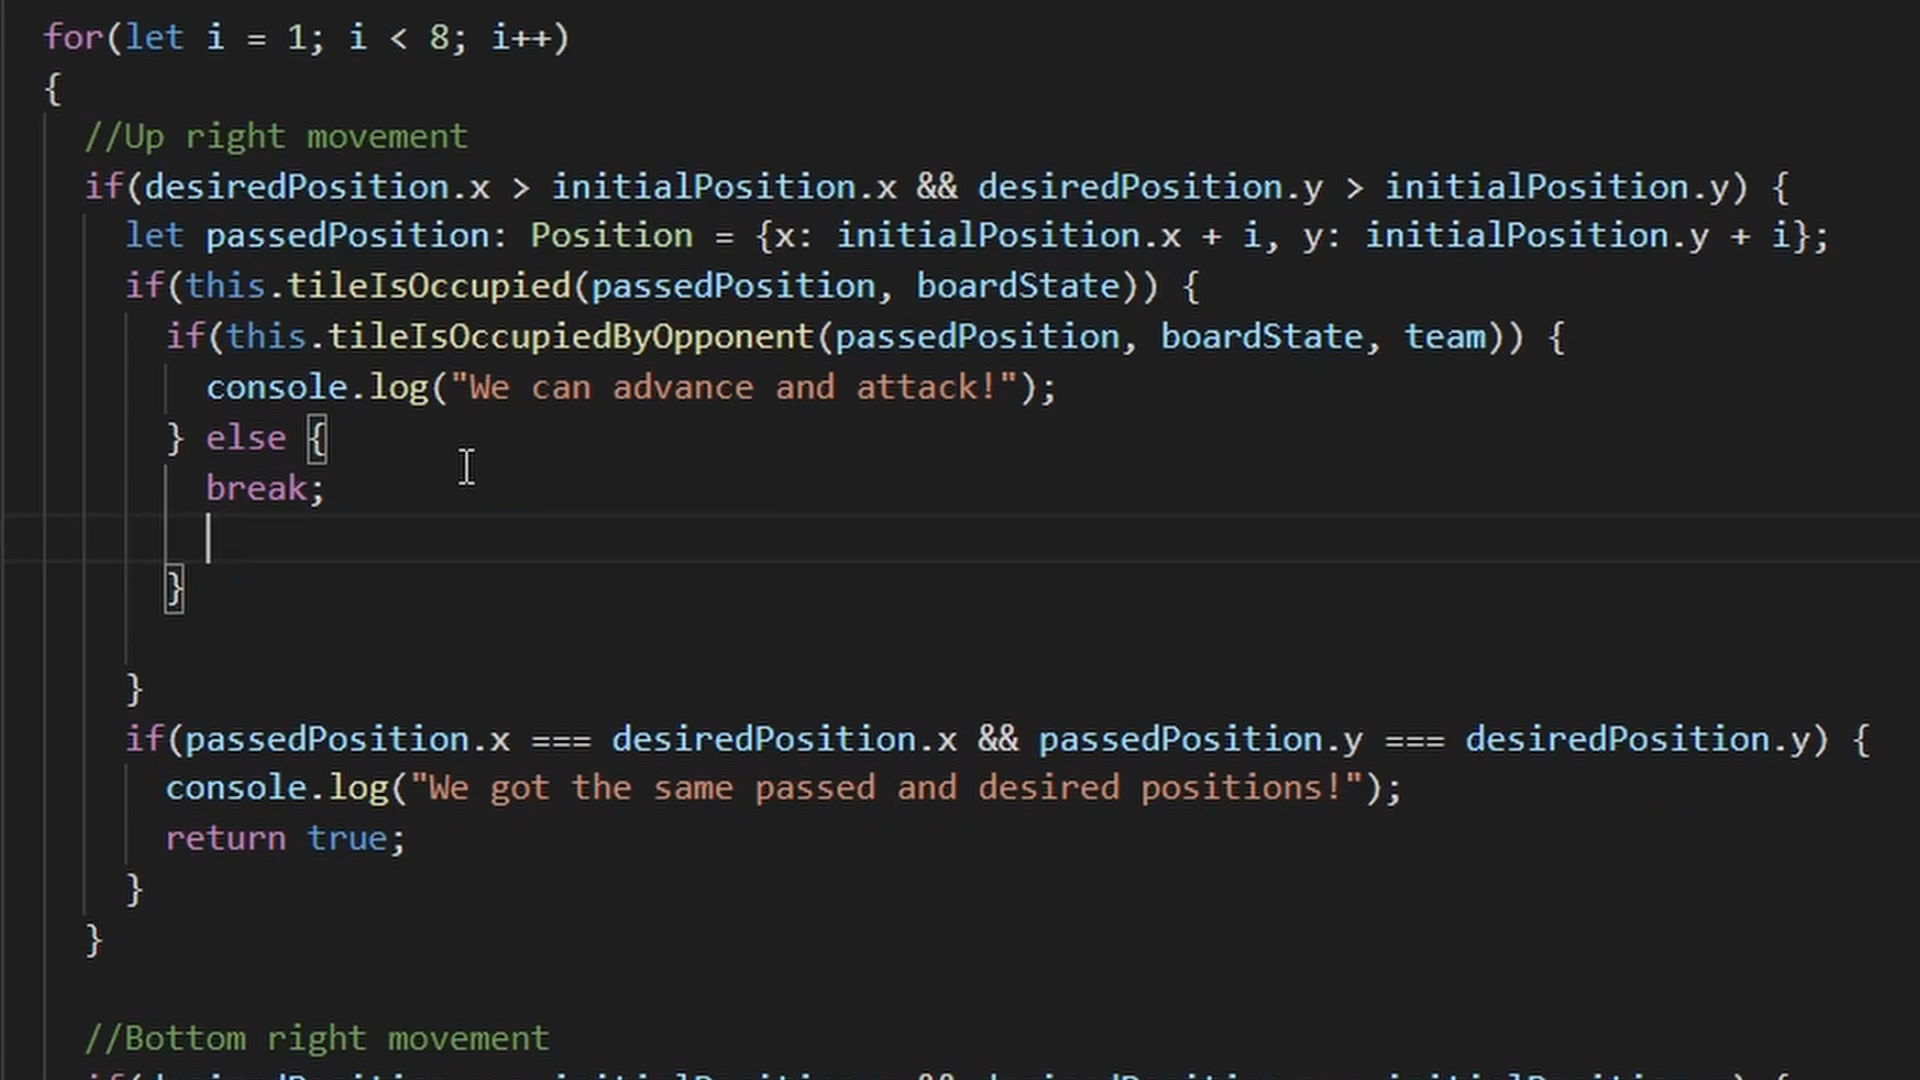 for(let i = 1; i < 8; i++)
{
//Up right movement
if(desiredPosition.x > initialPosition.x && desiredPosition.y > initialPosition.y) {
let passedPosition: Position = {x: initialPosition.x + i, y: initialPosition.y + i};
if(this.tileIsOccupied(passedPosition, boardState)) {
if(this.tileIsOccupiedByOpponent(passedPosition, boardState, team)) {
console.log("We can advance and attack!");
} else {
break;
}
}
if(passedPosition.x === desiredPosition.x && passedPosition.y === desiredPosition.y) {
console.log("We got the same passed and desired positions!");
return true;
}
}
//Bottom right movement